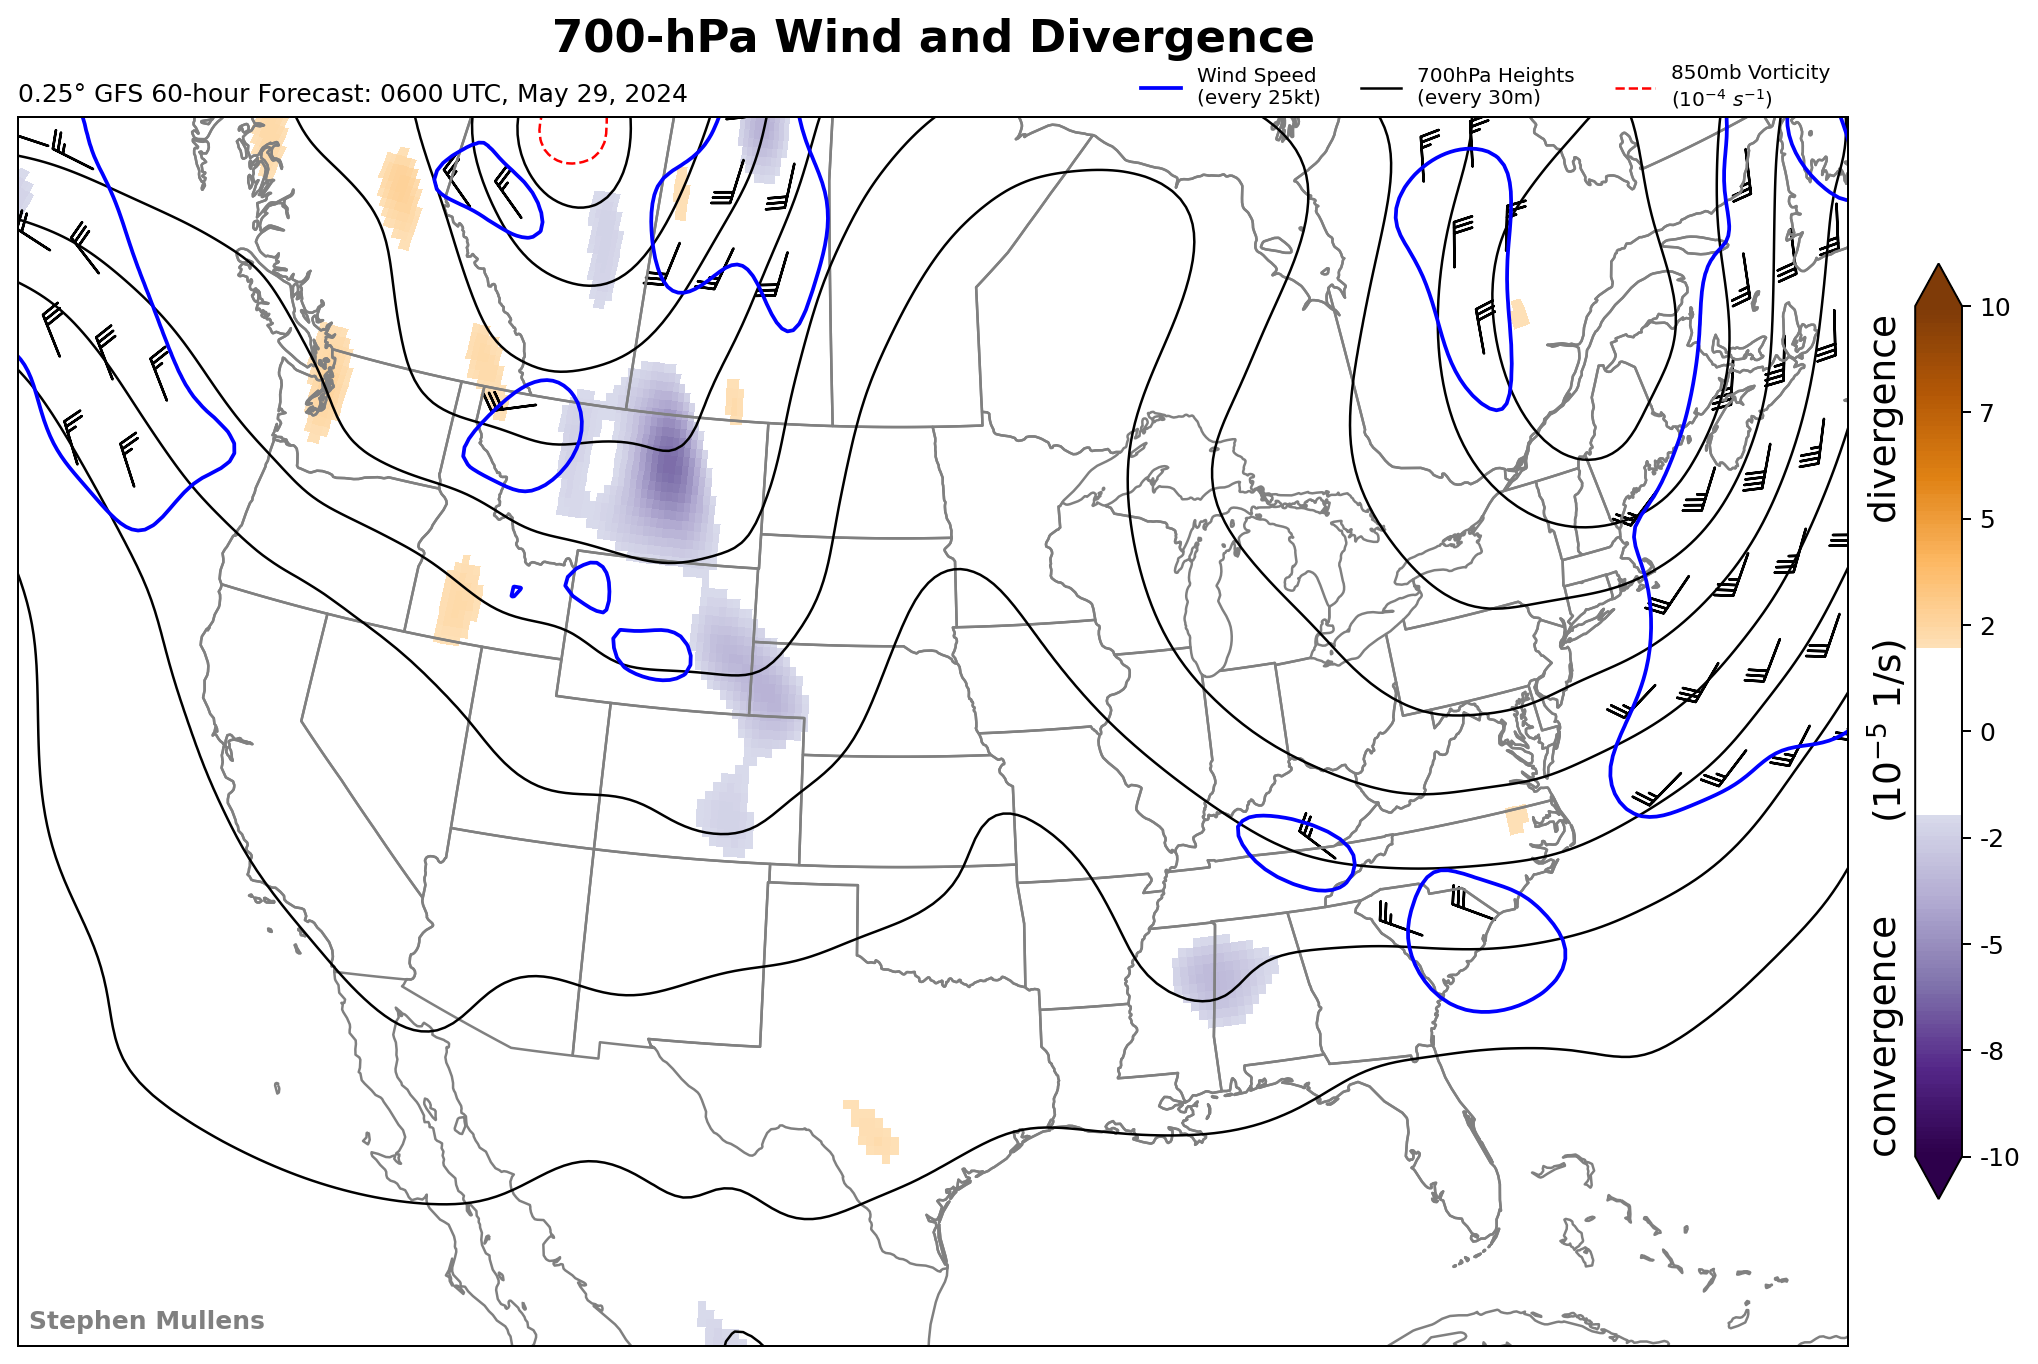 700-hPa Wind and Divergence
0.25° GFS 60-hour Forecast: 0600 UTC, May 29, 2024
Wind Speed
(every 25kt)
700hPa Heights
(every 30m)
850mb Vorticity
(10⁻⁴ s⁻¹)
10
7
5
2
0
-2
-5
-8
-10
convergence (10⁻⁵ 1/s) divergence
Stephen Mullens